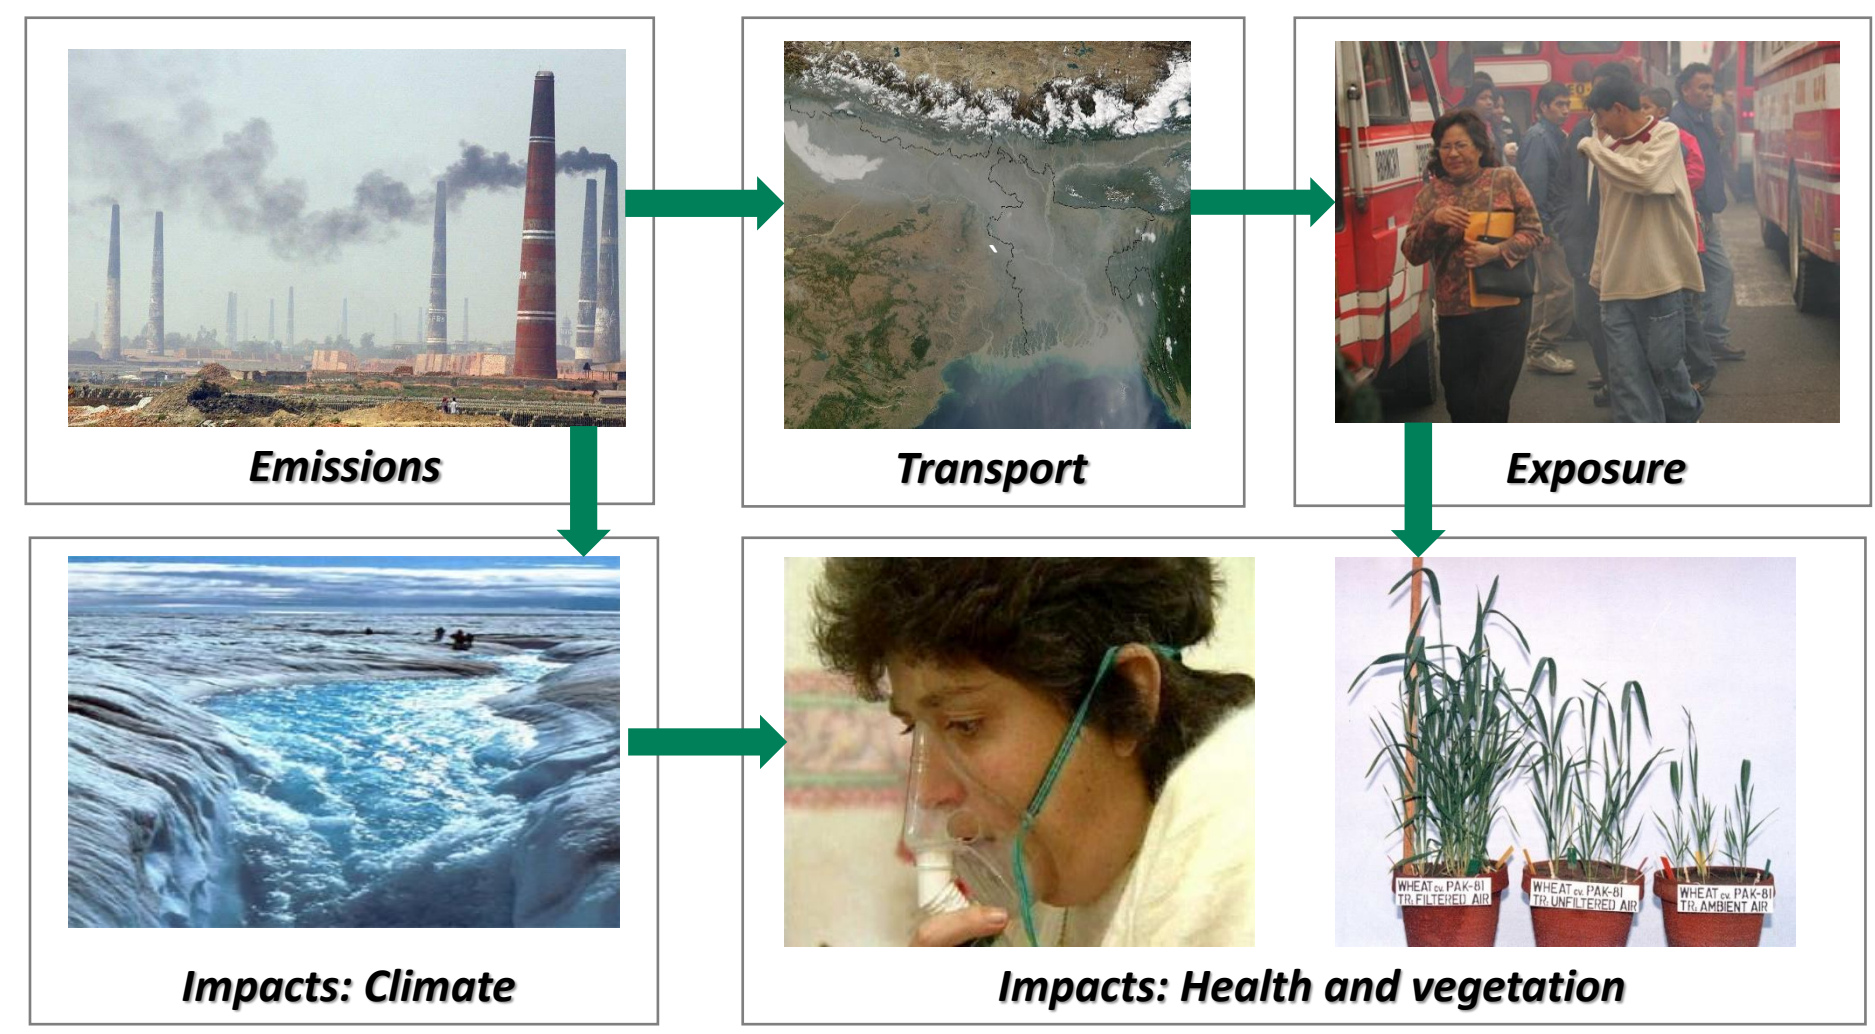 Emissions
Transport
Exposure
Impacts: Climate
WHEAT cv. PAK-81
TR: FILTERED AIR
WHEAT cv. PAK-81
TR: UNFILTERED AIR
WHEAT cv. PAK-81
TR: AMBIENT AIR
Impacts: Health and vegetation